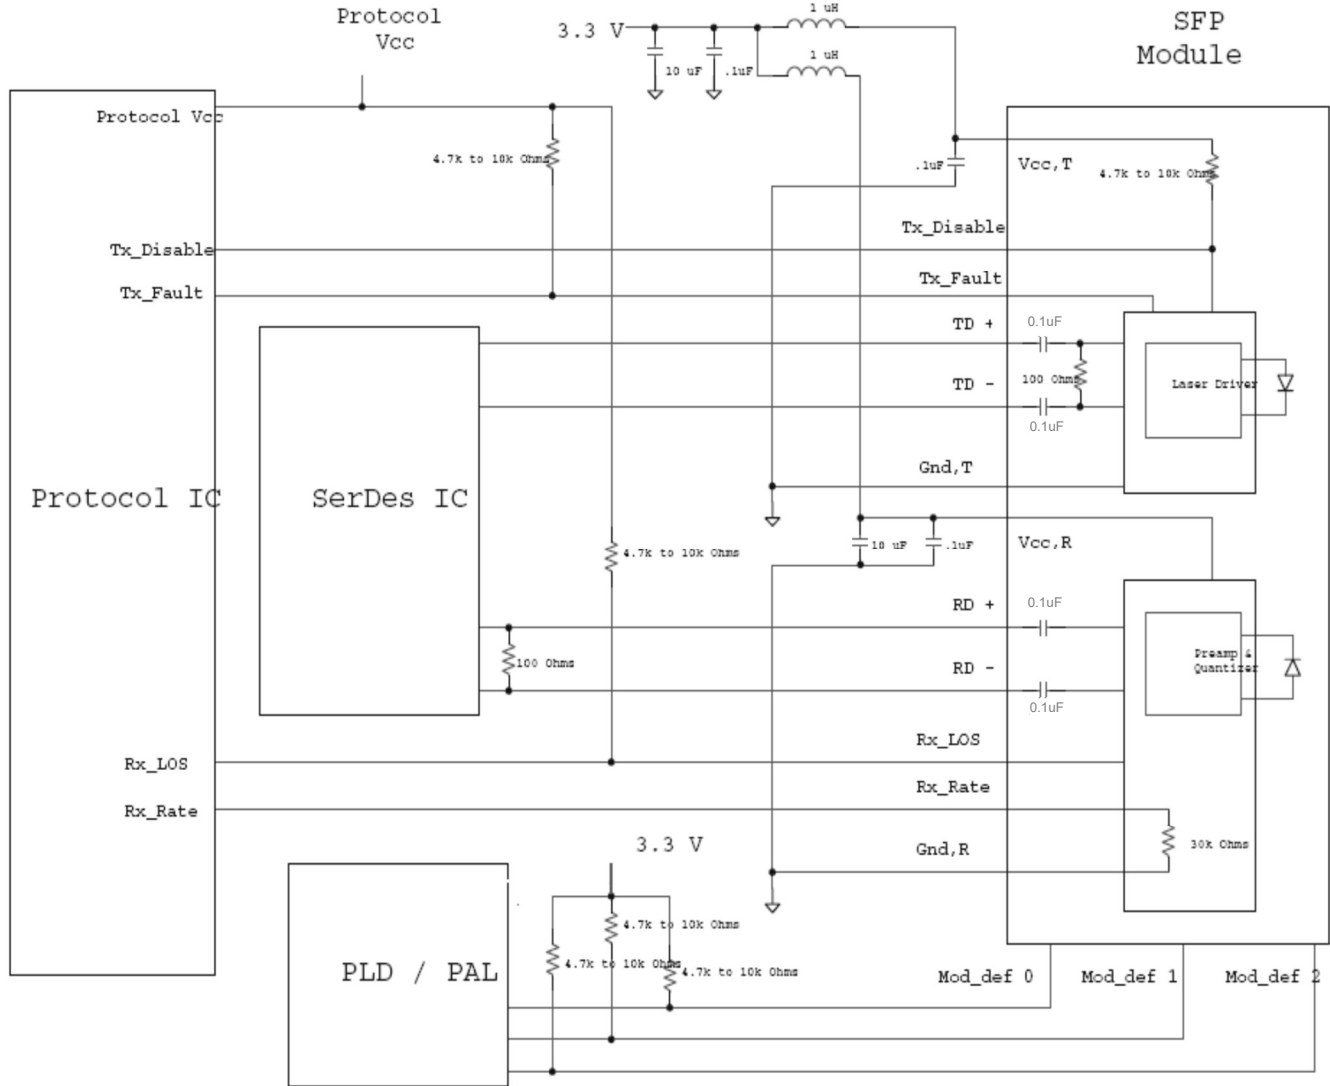 Protocol
Vcc
3.3 V
1 uH
1 uH
10 uF
.1uF
SFP
Module
Protocol Vcc
4.7k to 10k Ohms
.1uF
Vcc,T
4.7k to 10k Ohms
Tx_Disable
Tx_Disable
Tx_Fault
Tx_Fault
TD +
0.1uF
100 Ohms
TD -
0.1uF
Laser Driver
Gnd,T
Protocol IC
SerDes IC
4.7k to 10k Ohms
10 uF
.1uF
Vcc,R
RD +
0.1uF
100 Ohms
RD -
0.1uF
Preamp &
Quantizer
Rx_LOS
Rx_LOS
Rx_Rate
Rx_Rate
3.3 V
Gnd,R
30k Ohms
4.7k to 10k Ohms
4.7k to 10k Ohms
4.7k to 10k Ohms
PLD / PAL
Mod_def 0
Mod_def 1
Mod_def 2